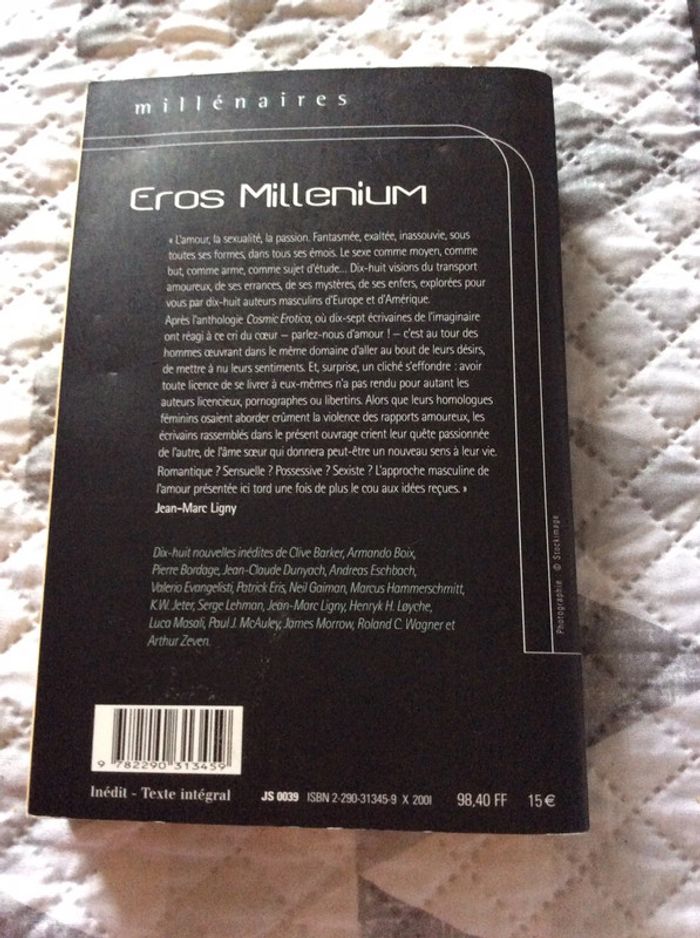 millénaires
Eros Millenium
« L'amour, la sexualité, la passion. Fantasmée, exaltée, inassouvie, sous
toutes ses formes, dans tous ses émois. Le sexe comme moyen, comme
but, comme arme, comme sujet d'étude... Dix-huit visions du transport
amoureux, de ses errances, de ses mystères, de ses enfers, explorées pour
vous par dix-huit auteurs masculins d'Europe et d'Amérique.
Après l'anthologie Cosmic Erotica, où dix-sept écrivaines de l'imaginaire
ont réagi à ce cri du cœur — parlez-nous d'amour ! — c'est au tour des
hommes œuvrant dans le même domaine d'aller au bout de leurs désirs,
de mettre à nu leurs sentiments. Et, surprise, un cliché s'effondre : avoir
toute licence de se livrer à eux-mêmes n'a pas rendu pour autant les
auteurs licencieux, pornographes ou libertins. Alors que leurs homologues
féminins osaient aborder crûment la violence des rapports amoureux, les
écrivains rassemblés dans le présent ouvrage crient leur quête passionnée
de l'autre, de l'âme sœur qui donnera peut-être un nouveau sens à leur vie.
Romantique ? Sensuelle ? Possessive ? Sexiste ? L'approche masculine de
l'amour présentée ici tord une fois de plus le cou aux idées reçues. »
Jean-Marc Ligny
Dix-huit nouvelles inédites de Clive Barker, Armando Boix,
Pierre Bordage, Jean-Claude Dunyach, Andreas Eschbach,
Valerio Evangelisti, Patrick Eris, Neil Gaiman, Marcus Hammerschmitt,
K.W. Jeter, Serge Lehman, Jean-Marc Ligny, Henryk H. Løyche,
Luca Masali, Paul J. McAuley, James Morrow, Roland C. Wagner et
Arthur Zeven.
Photographie © Stockimage
9 782290 313459
Inédit - Texte intégral JS 0039 ISBN 2-290-31345-9 X 2001 98,40 FF 15 €